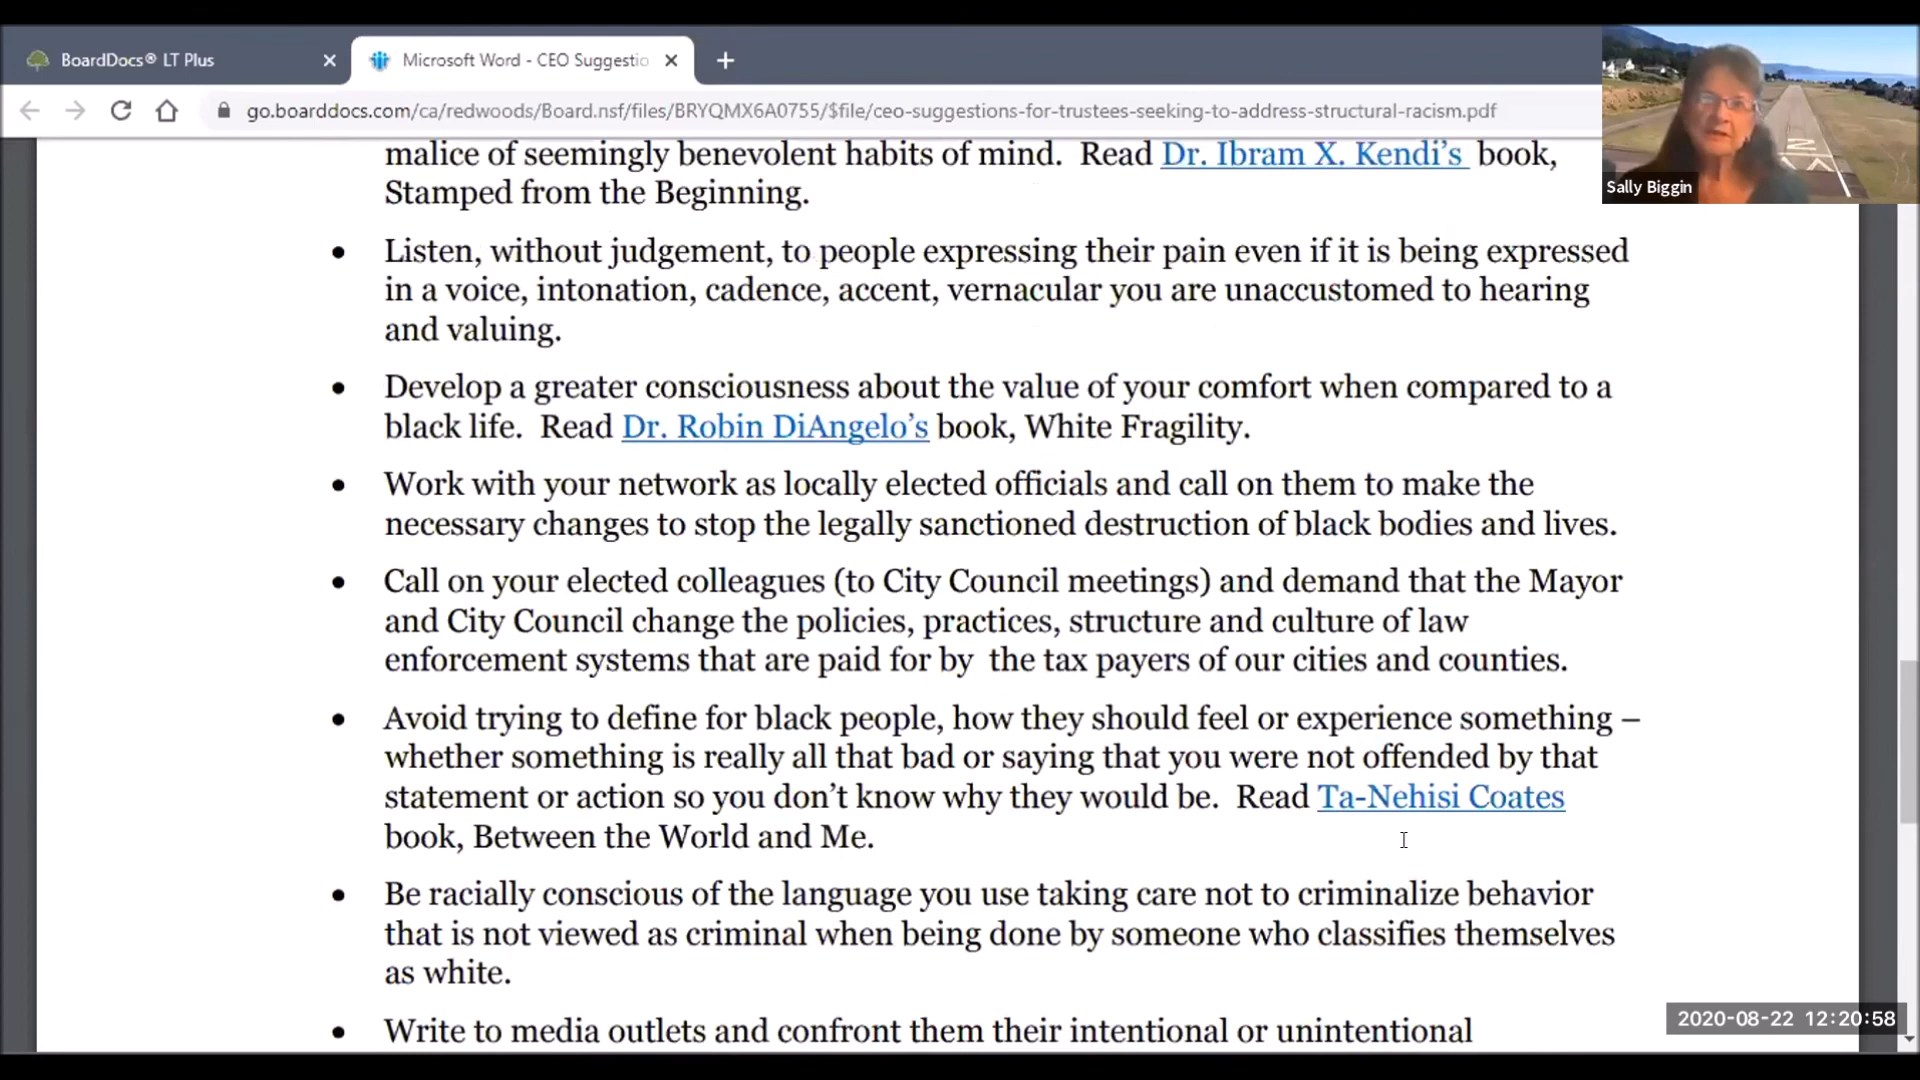 BoardDocs® LT Plus
Microsoft Word - CEO Suggestio
go.boarddocs.com/ca/redwoods/Board.nsf/files/BRYQMX6A0755/$file/ceo-suggestions-for-trustees-seeking-to-address-structural-racism.pdf
Sally Biggin
malice of seemingly benevolent habits of mind.  Read Dr. Ibram X. Kendi’s  book,
Stamped from the Beginning.
• Listen, without judgement, to people expressing their pain even if it is being expressed
in a voice, intonation, cadence, accent, vernacular you are unaccustomed to hearing
and valuing.
• Develop a greater consciousness about the value of your comfort when compared to a
black life.  Read Dr. Robin DiAngelo’s book, White Fragility.
• Work with your network as locally elected officials and call on them to make the
necessary changes to stop the legally sanctioned destruction of black bodies and lives.
• Call on your elected colleagues (to City Council meetings) and demand that the Mayor
and City Council change the policies, practices, structure and culture of law
enforcement systems that are paid for by  the tax payers of our cities and counties.
• Avoid trying to define for black people, how they should feel or experience something –
whether something is really all that bad or saying that you were not offended by that
statement or action so you don’t know why they would be.  Read Ta-Nehisi Coates
book, Between the World and Me.
• Be racially conscious of the language you use taking care not to criminalize behavior
that is not viewed as criminal when being done by someone who classifies themselves
as white.
• Write to media outlets and confront them their intentional or unintentional
2020-08-22 12:20:58